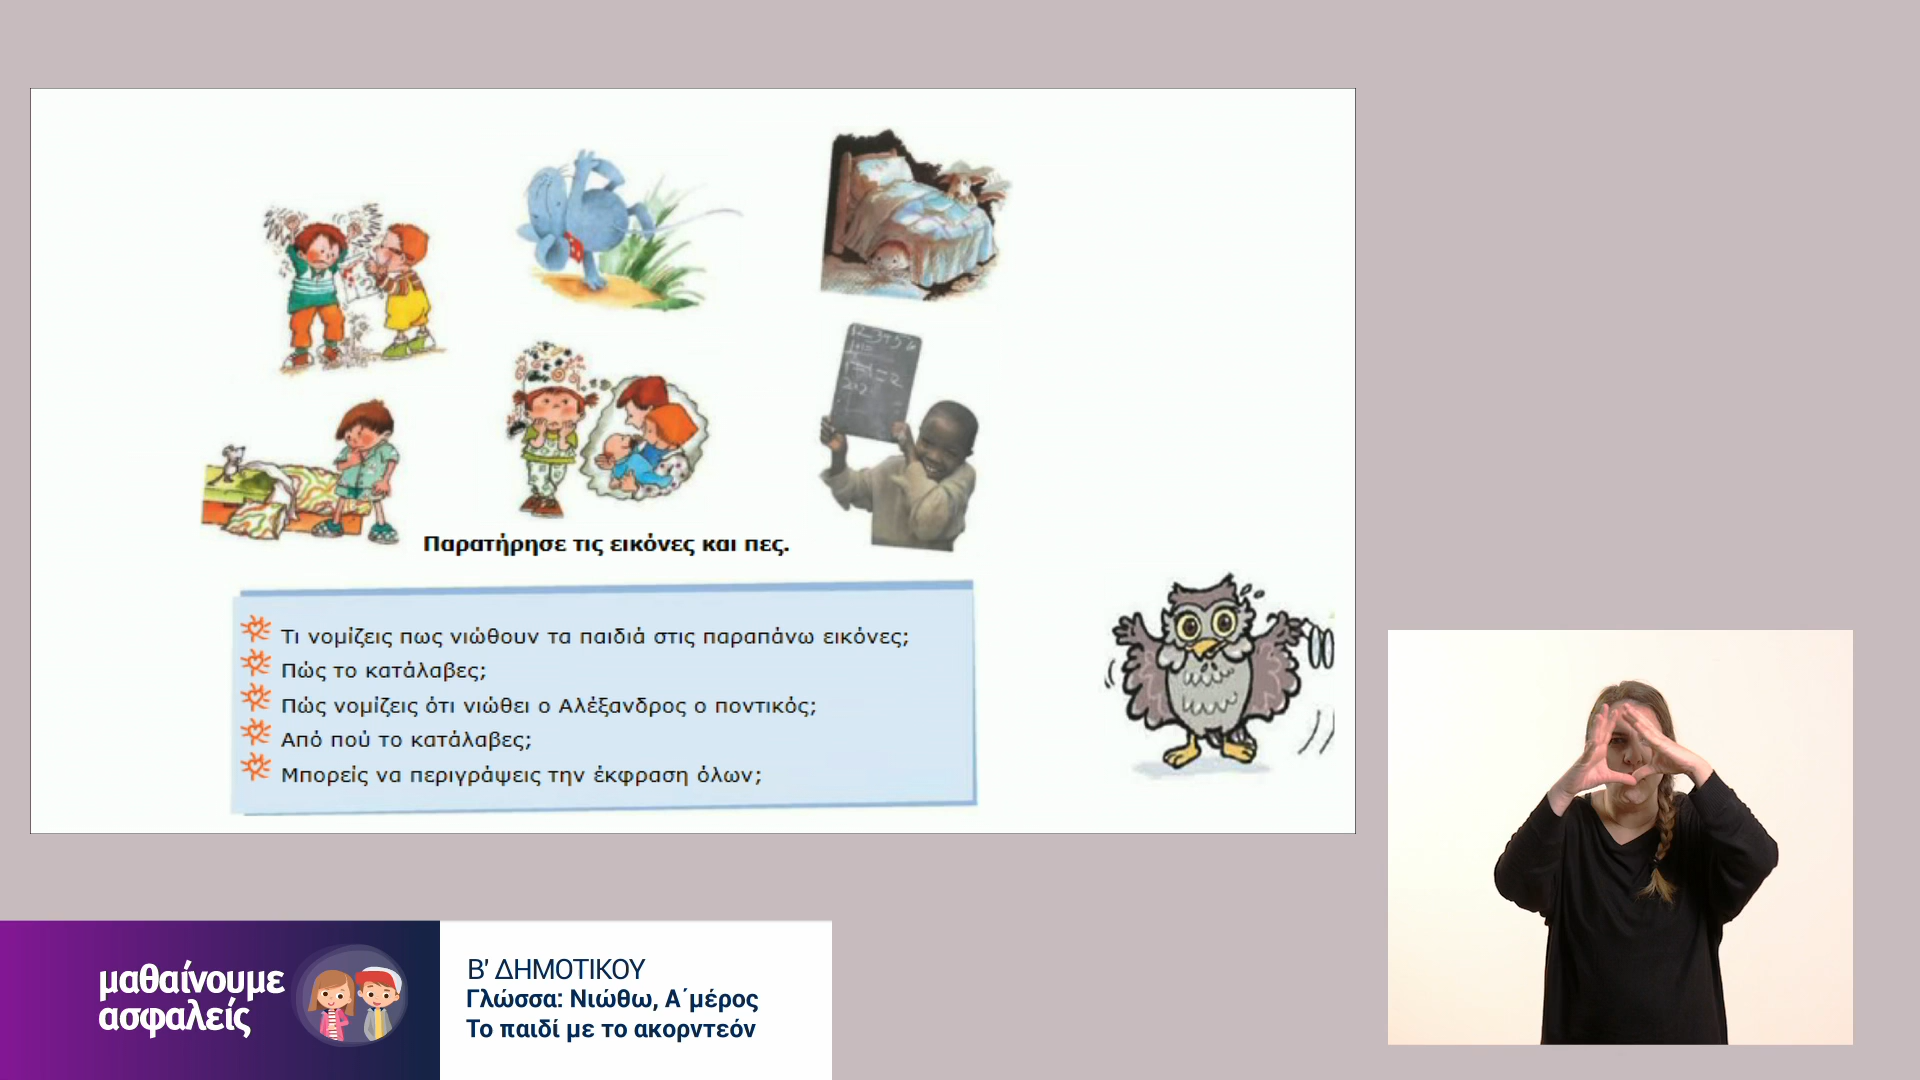 Παρατήρησε τις εικόνες και πες.
Τι νομίζεις πως νιώθουν τα παιδιά στις παραπάνω εικόνες;
Πώς το κατάλαβες;
Πώς νομίζεις ότι νιώθει ο Αλέξανδρος ο ποντικός;
Από πού το κατάλαβες;
Μπορείς να περιγράψεις την έκφραση όλων;
μαθαίνουμε
ασφαλείς
Β' ΔΗΜΟΤΙΚΟΥ
Γλώσσα: Νιώθω, Α΄μέρος
Το παιδί με το ακορντεόν